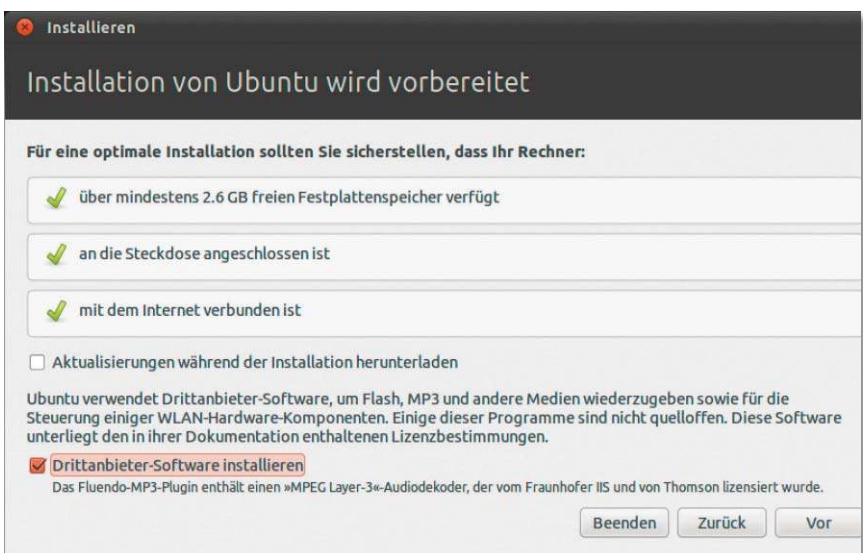 Installieren
Installation von Ubuntu wird vorbereitet
Für eine optimale Installation sollten Sie sicherstellen, dass Ihr Rechner:
über mindestens 2.6 GB freien Festplattenspeicher verfügt
an die Steckdose angeschlossen ist
mit dem Internet verbunden ist
Aktualisierungen während der Installation herunterladen
Ubuntu verwendet Drittanbieter-Software, um Flash, MP3 und andere Medien wiederzugeben sowie für die
Steuerung einiger WLAN-Hardware-Komponenten. Einige dieser Programme sind nicht quelloffen. Diese Software
unterliegt den in ihrer Dokumentation enthaltenen Lizenzbestimmungen.
Drittanbieter-Software installieren
Das Fluendo-MP3-Plugin enthält einen »MPEG Layer-3«-Audiodekoder, der vom Fraunhofer IIS und von Thomson lizensiert wurde.
Beenden Zurück Vor